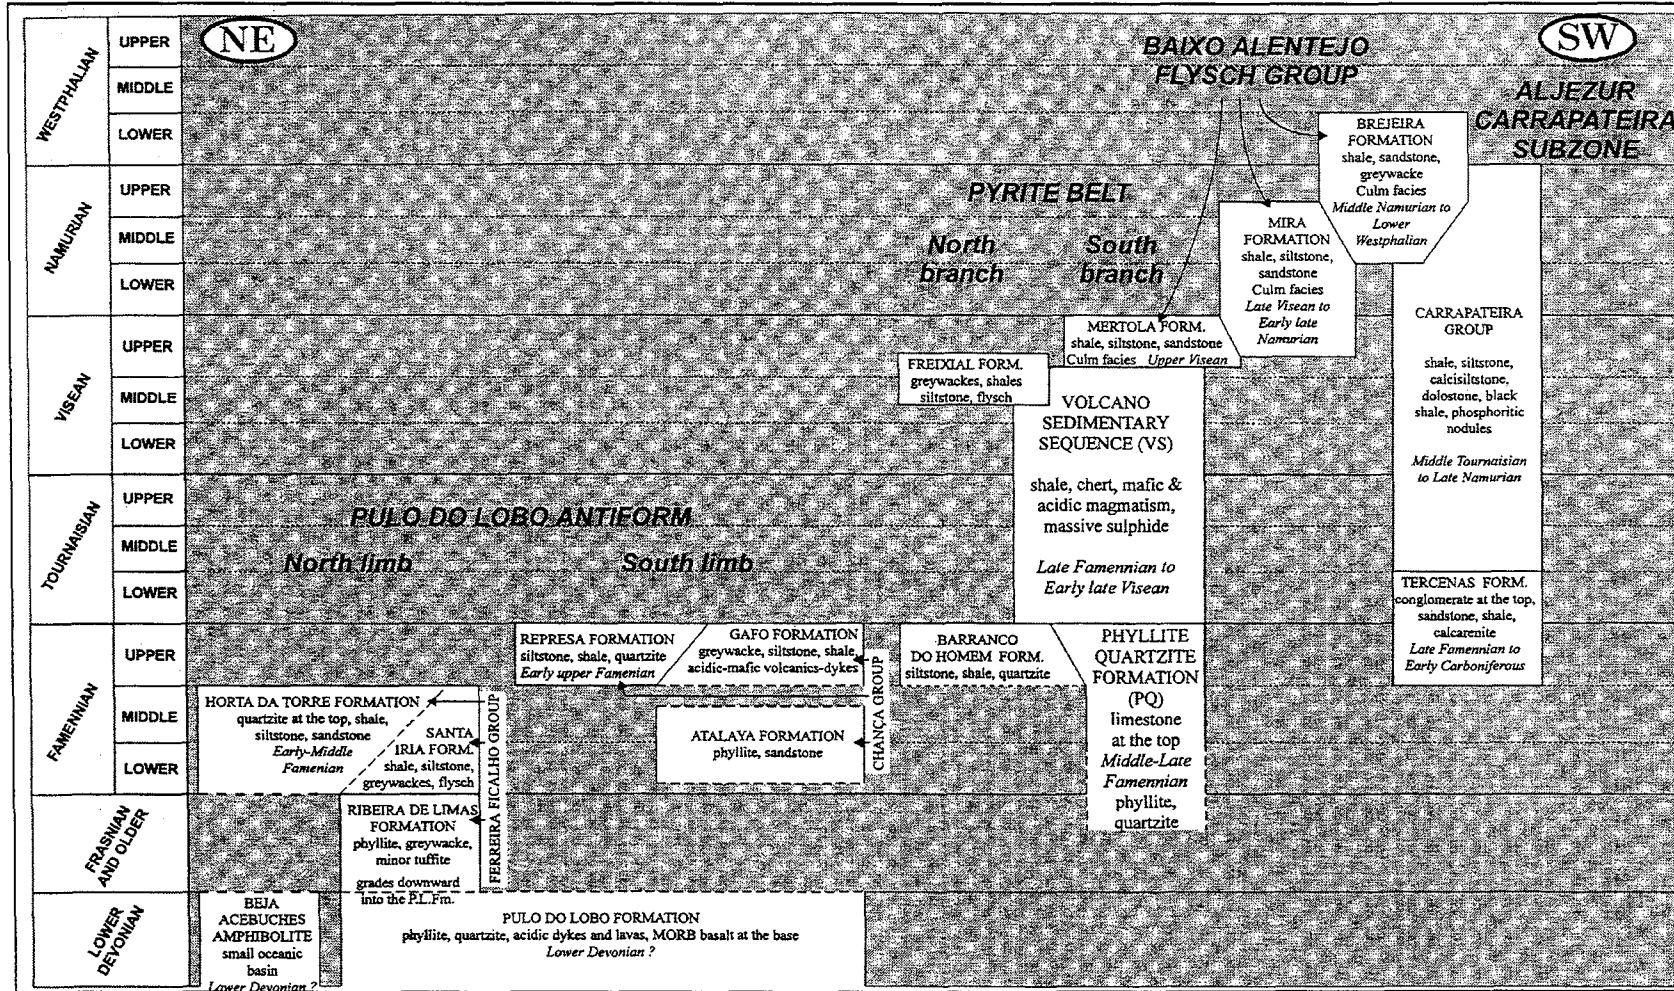 NE
SW
BAIXO ALENTEJO
FLYSCH GROUP
ALJEZUR
CARRAPATEIRA
SUBZONE
PYRITE BELT
North
branch
South
branch
PULO DO LOBO ANTIFORM
North limb
South limb
WESTPHALIAN
UPPER
MIDDLE
LOWER
NAMURIAN
UPPER
MIDDLE
LOWER
VISEAN
UPPER
MIDDLE
LOWER
TOURNAISIAN
UPPER
MIDDLE
LOWER
FAMENNIAN
UPPER
MIDDLE
LOWER
FRASNIAN
AND OLDER
LOWER
DEVONIAN
BREJEIRA
FORMATION
shale, sandstone,
greywacke
Culm facies
Middle Namurian to
Lower
Westphalian
MIRA
FORMATION
shale, siltstone,
sandstone
Culm facies
Late Visean to
Early late
Namurian
MERTOLA FORM.
shale, siltstone, sandstone
Culm facies Upper Visean
FREIXIAL FORM.
greywackes, shales
siltstone, flysch
VOLCANO
SEDIMENTARY
SEQUENCE (VS)
shale, chert, mafic &
acidic magmatism,
massive sulphide
Late Famennian to
Early late Visean
CARRAPATEIRA
GROUP
shale, siltstone,
calcisiltstone,
dolostone, black
shale, phosphoritic
nodules
Middle Tournaisian
to Late Namurian
TERCENAS FORM.
conglomerate at the top,
sandstone, shale,
calcarenite
Late Famennian to
Early Carboniferous
REPRESA FORMATION
siltstone, shale, quartzite
Early upper Famenian
GAFO FORMATION
greywacke, siltstone, shale
acidic-mafic volcanics-dykes
CHANÇA GROUP
BARRANCO
DO HOMEM FORM.
siltstone, shale, quartzite
PHYLLITE
QUARTZITE
FORMATION
(PQ)
limestone
at the top
Middle-Late
Famennian
phyllite,
quartzite
HORTA DA TORRE FORMATION
quartzite at the top, shale,
siltstone, sandstone
Early-Middle
Famenian
SANTA
IRIA FORM.
shale, siltstone,
greywackes, flysch
FERREIRA FICALHO GROUP
ATALAYA FORMATION
phyllite, sandstone
RIBEIRA DE LIMAS
FORMATION
phyllite, greywacke,
minor tuffite
grades downward
into the P.L.Fm.
BEJA
ACEBUCHES
AMPHIBOLITE
small oceanic
basin
Lower Devonian ?
PULO DO LOBO FORMATION
phyllite, quartzite, acidic dykes and lavas, MORB basalt at the base
Lower Devonian ?